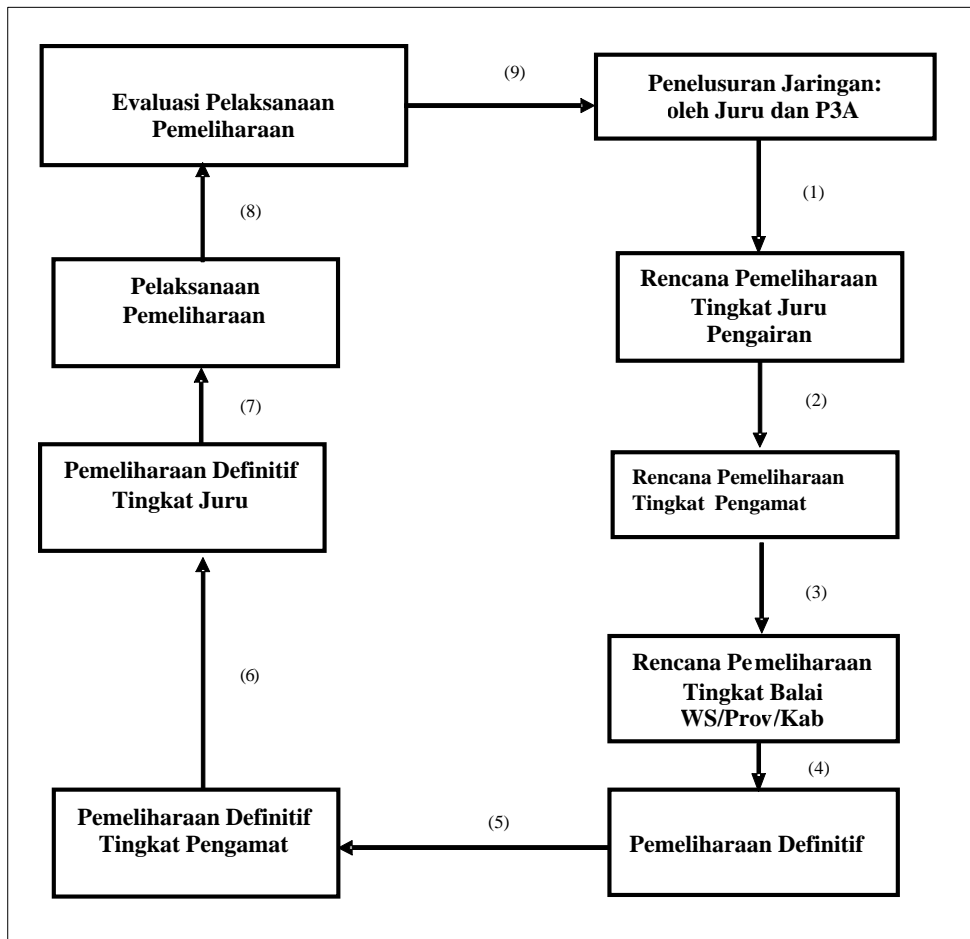 (9)
Evaluasi Pelaksanaan
Pemeliharaan
Penelusuran Jaringan:
oleh Juru dan P3A
(1)
Rencana Pemeliharaan
Tingkat Juru
Pengairan
(2)
Rencana Pemeliharaan
Tingkat Pengamat
(3)
Rencana Pemeliharaan
Tingkat Balai
WS/Prov/Kab
(4)
Pemeliharaan Definitif
(5)
Pemeliharaan Definitif
Tingkat Pengamat
(6)
Pemeliharaan Definitif
Tingkat Juru
(7)
Pelaksanaan
Pemeliharaan
(8)